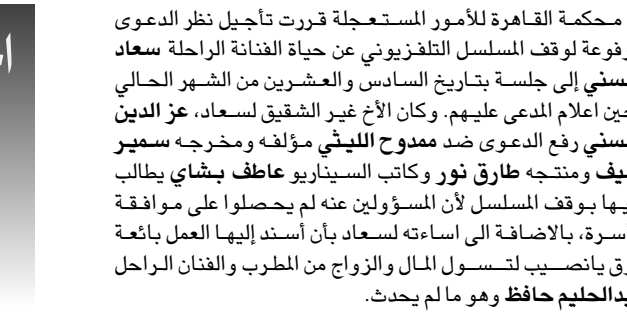 محكمة القاهرة للأمور المستعجلة قررت تأجيل نظر الدعوى
رفوعة لوقف المسلسل التلفزيوني عن حياة الفنانة الراحلة سعاد
سني إلى جلسة بتاريخ السادس والعشرين من الشهر الحالي
حين اعلام المدعى عليهم. وكان الأخ غير الشقيق لسعاد، عز الدين
سني رفع الدعوى ضد ممدوح الليثي مؤلفه ومخرجه سمير
يف ومنتجه طارق نور وكاتب السيناريو عاطف بشاي يطالب
يها بوقف المسلسل لأن المسؤولين عنه لم يحصلوا على موافقة
اسرة، بالاضافة الى اساءته لسعاد بأن أسند إليها العمل بائعة
رق يانصيب لتسول المال والزواج من المطرب والفنان الراحل
بدالحليم حافظ وهو ما لم يحدث.